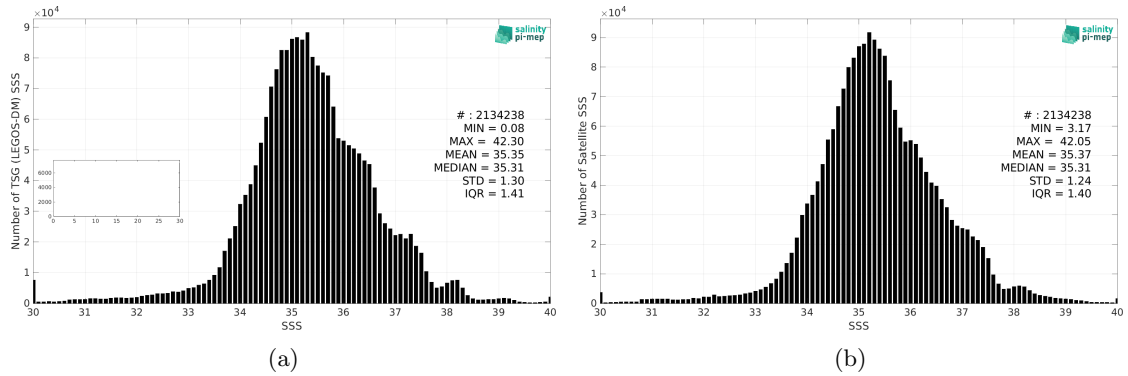 ×10⁴
9
8
7
6
5
4
3
2
1
0
Number of TSG (LEGOS-DM) SSS
salinity
pi-mep
# : 2134238
MIN = 0.08
MAX = 42.30
MEAN = 35.35
MEDIAN = 35.31
STD = 1.30
IQR = 1.41
6000
4000
2000
0
0 5 10 15 20 25 30
30 31 32 33 34 35 36 37 38 39 40
SSS
(a)
×10⁴
9
8
7
6
5
4
3
2
1
0
Number of Satellite SSS
salinity
pi-mep
# : 2134238
MIN = 3.17
MAX = 42.05
MEAN = 35.37
MEDIAN = 35.31
STD = 1.24
IQR = 1.40
30 31 32 33 34 35 36 37 38 39 40
SSS
(b)